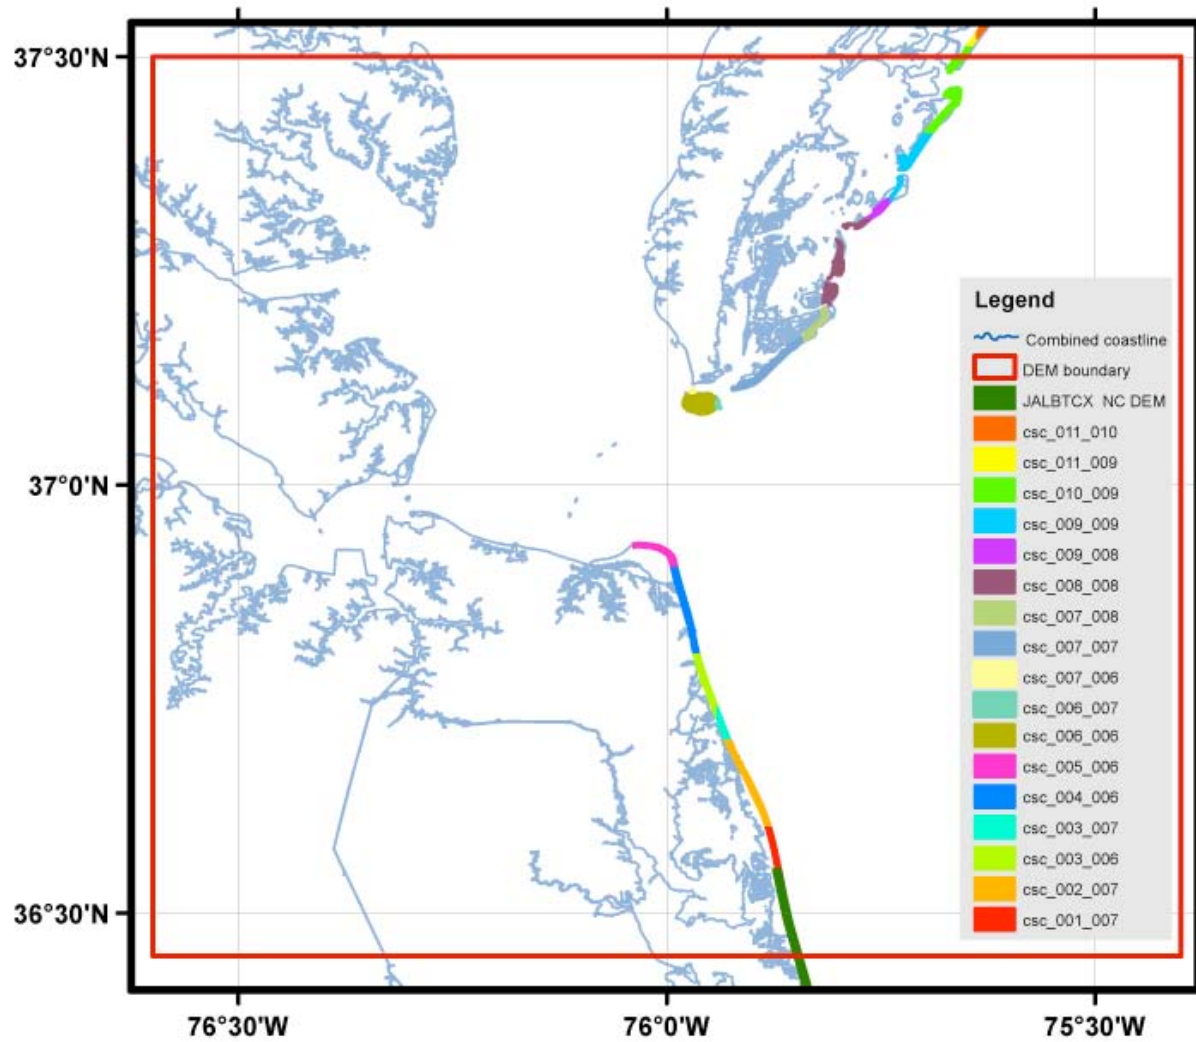 37°30'N
37°0'N
36°30'N
76°30'W
76°0'W
75°30'W
Legend
Combined coastline
DEM boundary
JALBTCX NC DEM
csc_011_010
csc_011_009
csc_010_009
csc_009_009
csc_009_008
csc_008_008
csc_007_008
csc_007_007
csc_007_006
csc_006_007
csc_006_006
csc_005_006
csc_004_006
csc_003_007
csc_003_006
csc_002_007
csc_001_007